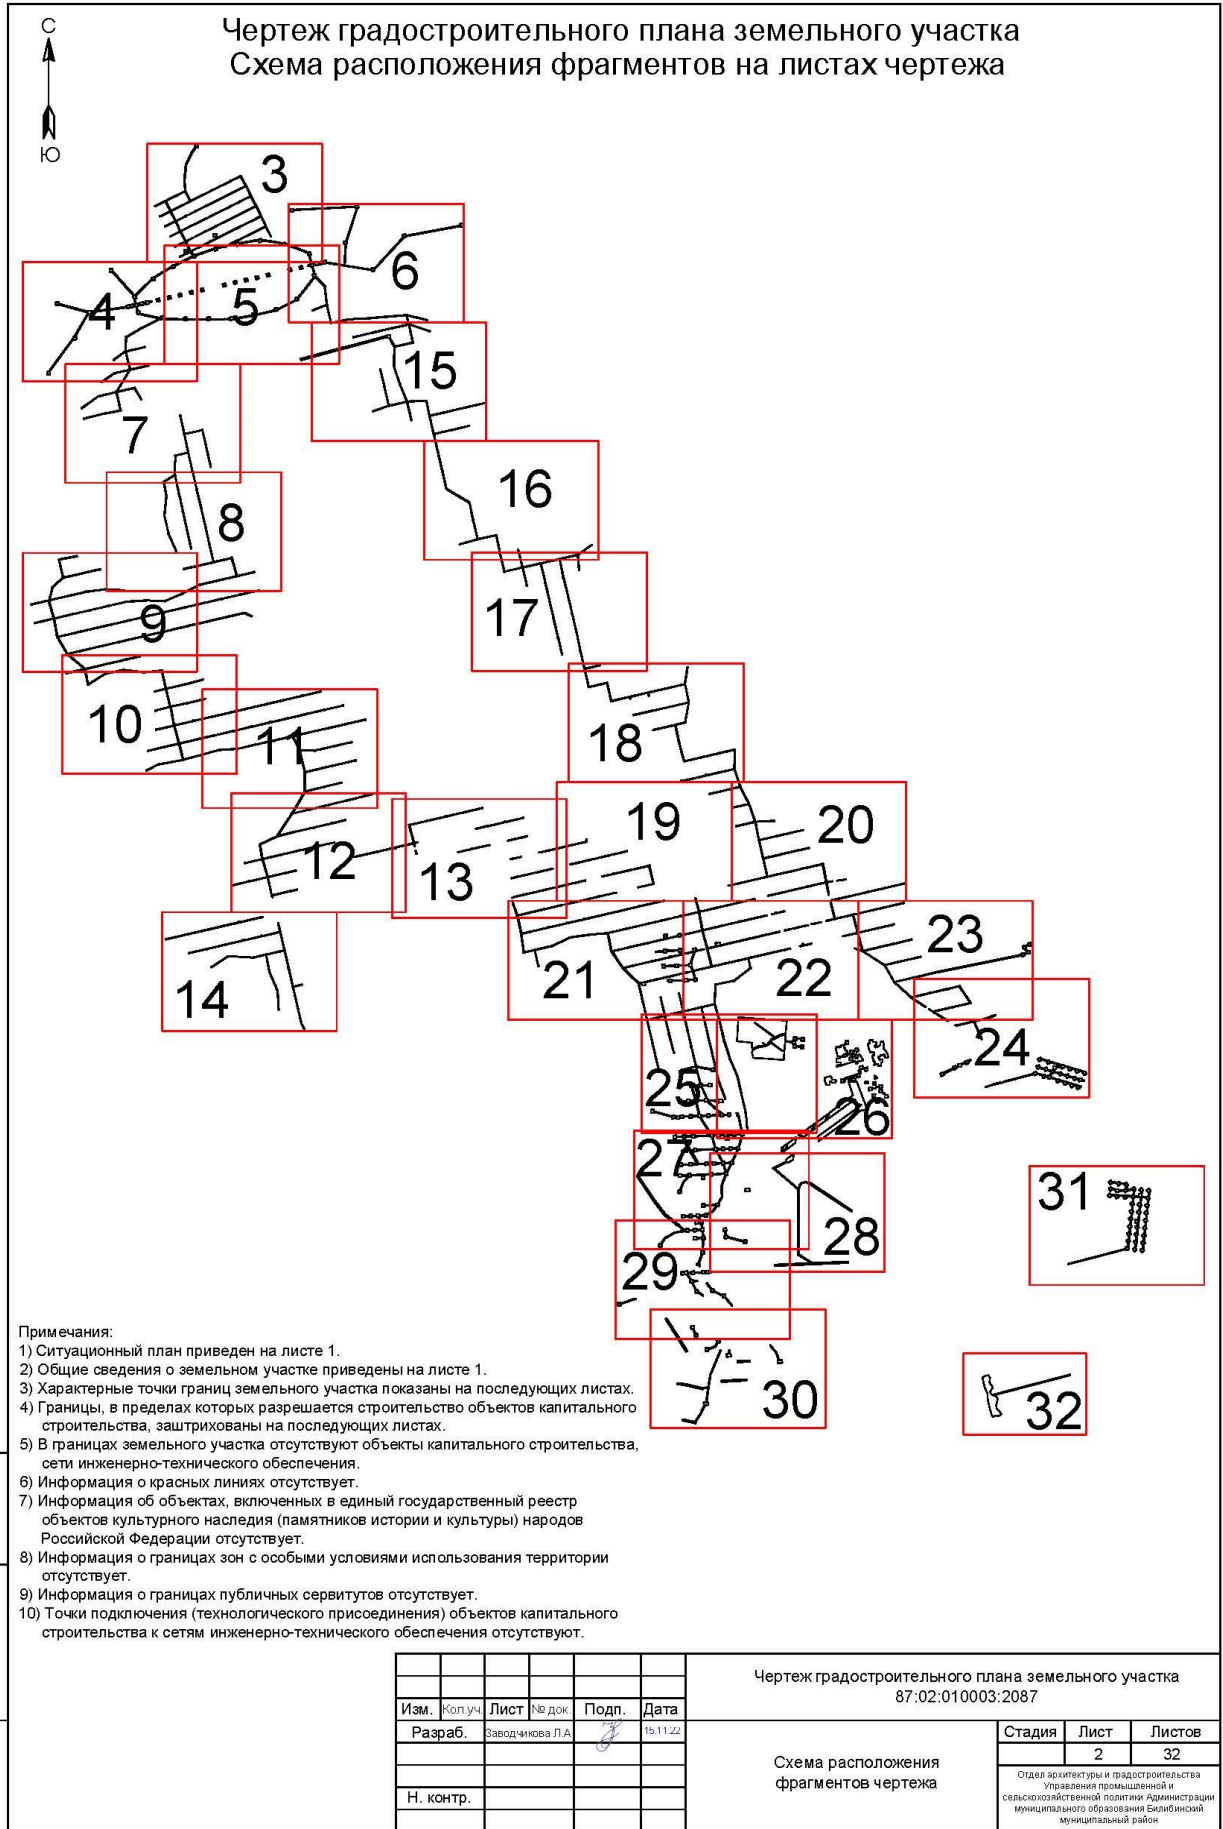 Чертеж градостроительного плана земельного участка
Схема расположения фрагментов на листах чертежа
С
Ю
3
6
4
5
15
7
16
8
17
9
10
11
18
19
20
12
13
23
21
22
14
24
25
26
27
31
28
29
30
32
Примечания:
1) Ситуационный план приведен на листе 1.
2) Общие сведения о земельном участке приведены на листе 1.
3) Характерные точки границ земельного участка показаны на последующих листах.
4) Границы, в пределах которых разрешается строительство объектов капитального
строительства, заштрихованы на последующих листах.
5) В границах земельного участка отсутствуют объекты капитального строительства,
сети инженерно-технического обеспечения.
6) Информация о красных линиях отсутствует.
7) Информация об объектах, включенных в единый государственный реестр
объектов культурного наследия (памятников истории и культуры) народов
Российской Федерации отсутствует.
8) Информация о границах зон с особыми условиями использования территории
отсутствует.
9) Информация о границах публичных сервитутов отсутствует.
10) Точки подключения (технологического присоединения) объектов капитального
строительства к сетям инженерно-технического обеспечения отсутствуют.
Чертеж градостроительного плана земельного участка
87:02:010003:2087
Изм. Кол.уч. Лист № док. Подп. Дата
Разраб. Заводчикова Л.А. 15.11.22
Н. контр.
Схема расположения
фрагментов чертежа
Стадия Лист Листов
2 32
Отдел архитектуры и градостроительства
Управления промышленной и
сельскохозяйственной политики Администрации
муниципального образования Билибинский
муниципальный район